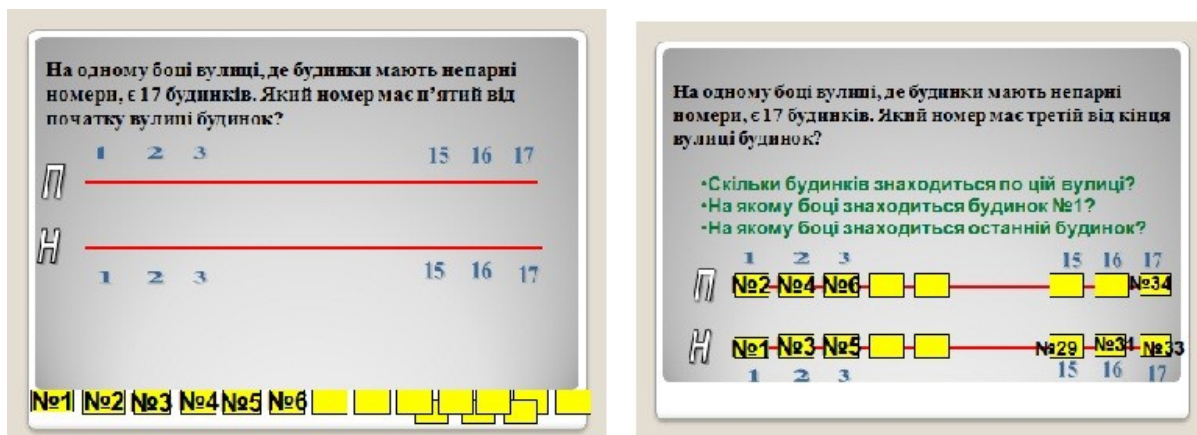 На одному боці вулиці, де будинки мають непарні
номери, є 17 будинків. Який номер має п’ятий від
початку вулиці будинок?
1 2 3 15 16 17
П
Н
1 2 3 15 16 17
№1 №2 №3 №4 №5 №6
На одному боці вулиці, де будинки мають непарні
номери, є 17 будинків. Який номер має третій від кінця
вулиці будинок?
•Скільки будинків знаходиться по цій вулиці?
•На якому боці знаходиться будинок №1?
•На якому боці знаходиться останній будинок?
1 2 3 15 16 17
П №2 №4 №6 №34
Н №1 №3 №5 №29 №31 №33
1 2 3 15 16 17